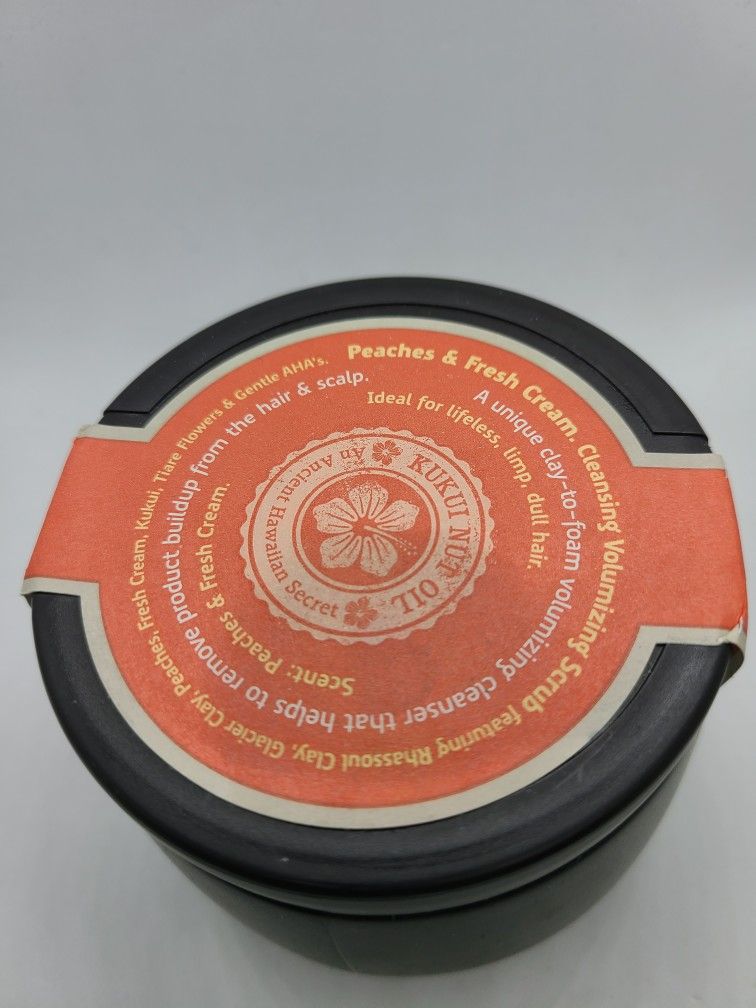 Peaches & Fresh Cream. Cleansing Volumizing Scrub featuring Rhassoul Clay, Glacier Clay, Peaches, Fresh Cream, Kukui, Tiare Flowers & Gentle AHA's.
A unique clay-to-foam volumizing cleanser that helps to remove product buildup from the hair & scalp.
Ideal for lifeless, limp, dull hair.
Scent: Peaches & Fresh Cream.
KUKUI NUT OIL
An Ancient Hawaiian Secret